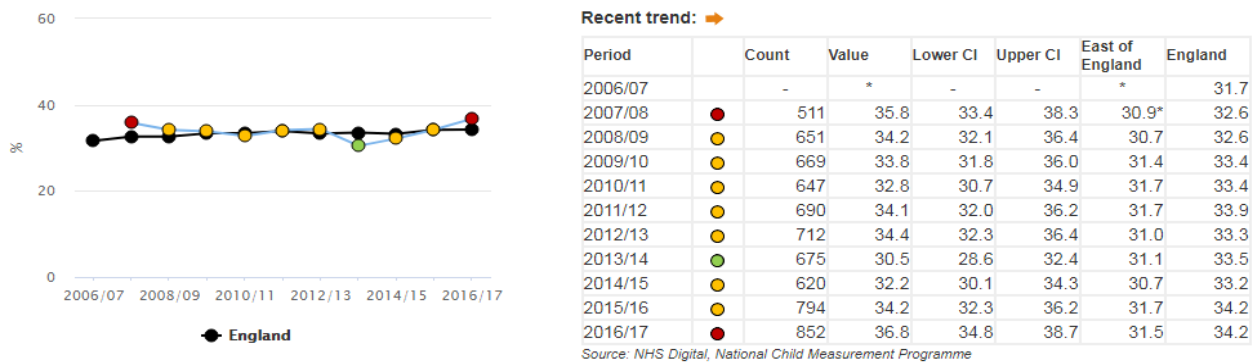 60
40
20
0
%
2006/07 2008/09 2010/11 2012/13 2014/15 2016/17
England
Recent trend:
Period Count Value Lower CI Upper CI East of England England
2006/07 - * - - * 31.7
2007/08 511 35.8 33.4 38.3 30.9* 32.6
2008/09 651 34.2 32.1 36.4 30.7 32.6
2009/10 669 33.8 31.8 36.0 31.4 33.4
2010/11 647 32.8 30.7 34.9 31.7 33.4
2011/12 690 34.1 32.0 36.2 31.7 33.9
2012/13 712 34.4 32.3 36.4 31.0 33.3
2013/14 675 30.5 28.6 32.4 31.1 33.5
2014/15 620 32.2 30.1 34.3 30.7 33.2
2015/16 794 34.2 32.3 36.2 31.7 34.2
2016/17 852 36.8 34.8 38.7 31.5 34.2
Source: NHS Digital, National Child Measurement Programme